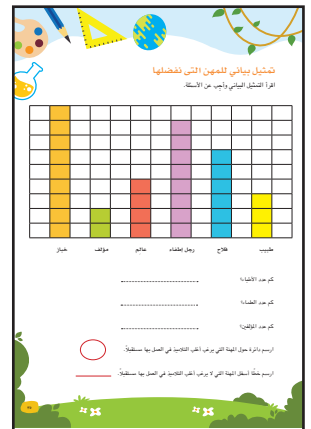 تمثيل بياني للمهن التى نفضلها
اقرأ التمثيل البياني وأجب عن الأسئلة.
طبيب فلاح رجل إطفاء عالم مؤلف خباز
كم عدد الأطباء؟
كم عدد العلماء؟
كم عدد المؤلفين؟
ارسم دائرة حول المهنة التي يرغب أغلب التلاميذ في العمل بها مستقبلاً.
ارسم خطًا أسفل المهنة التي لا يرغب أغلب التلاميذ في العمل بها مستقبلاً.